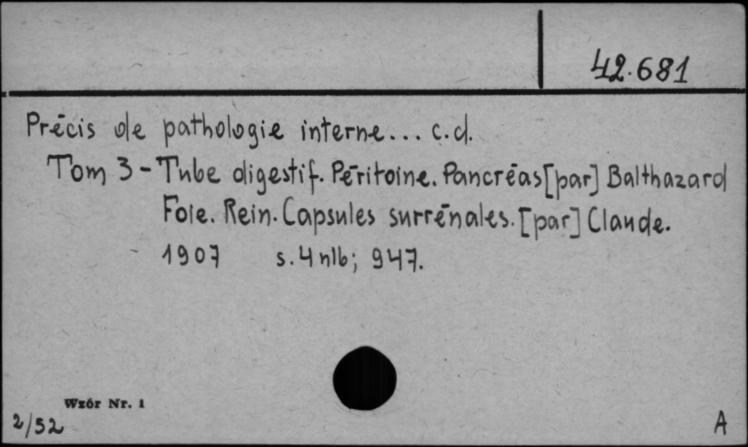 42.681
Précis de pathologie interne... c.d.
Tom 3 - Tube digestif. Péritoine. Pancréas [par] Balthazard
Foie. Rein. Capsules surrénales. [par] Claude.
1907 s. 4 nlb; 947.
Wzór Nr. 1
2/52
A